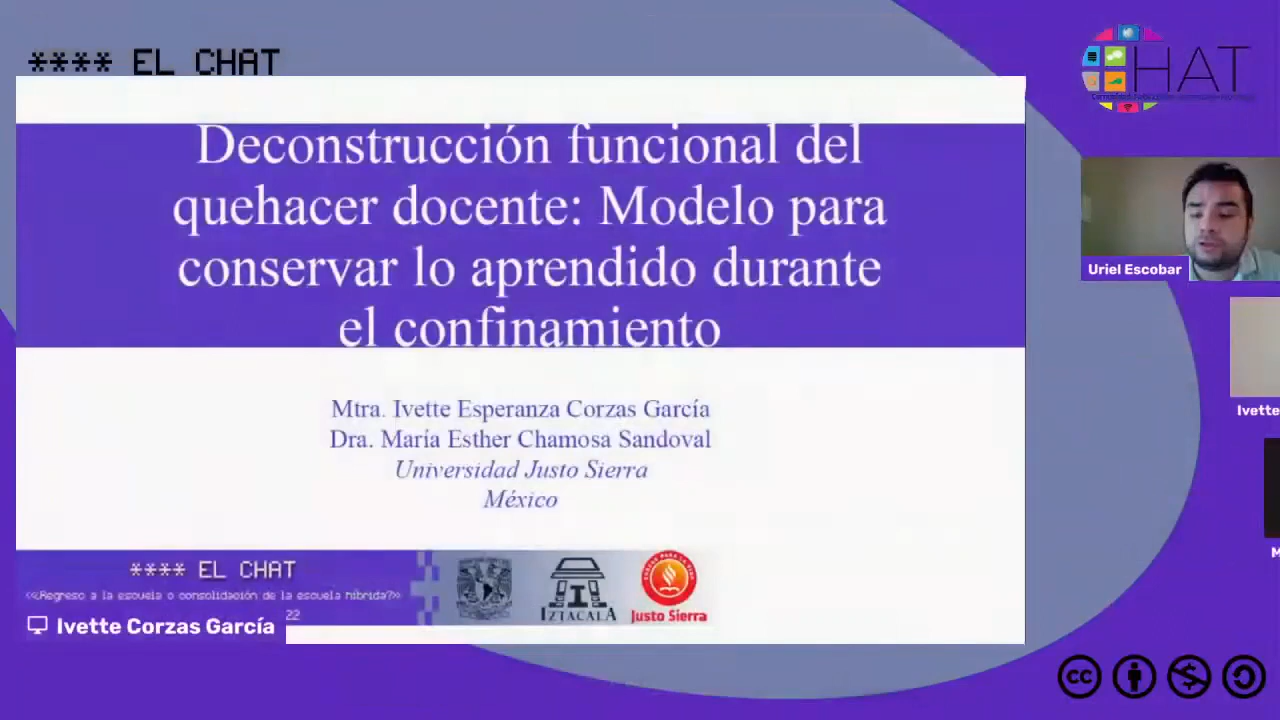 **** EL CHAT
HAT
Deconstrucción funcional del
quehacer docente: Modelo para
conservar lo aprendido durante
el confinamiento
Uriel Escobar
Ivette
Mtra. Ivette Esperanza Corzas García
Dra. María Esther Chamosa Sandoval
Universidad Justo Sierra
México
M
**** EL CHAT
«¿Regreso a la escuela o consolidación de la escuela híbrida?»
22
IZTACALA
Justo Sierra
Ivette Corzas García
CC